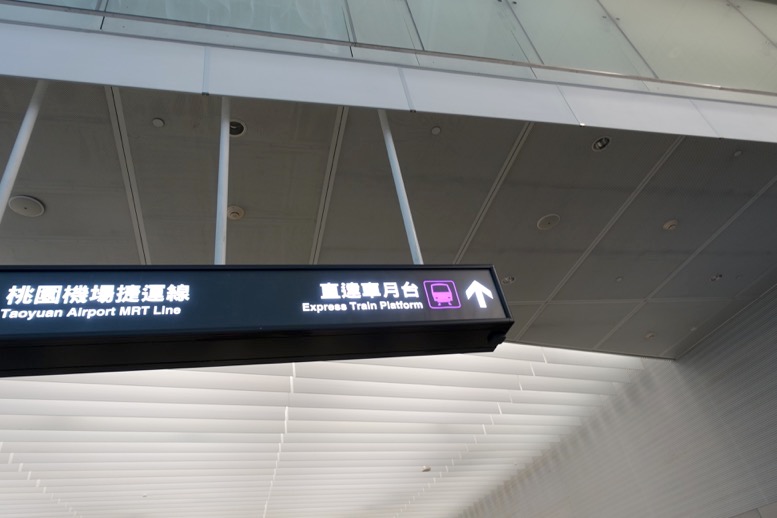 桃園機場捷運線
Taoyuan Airport MRT Line
直達車月台
Express Train Platform